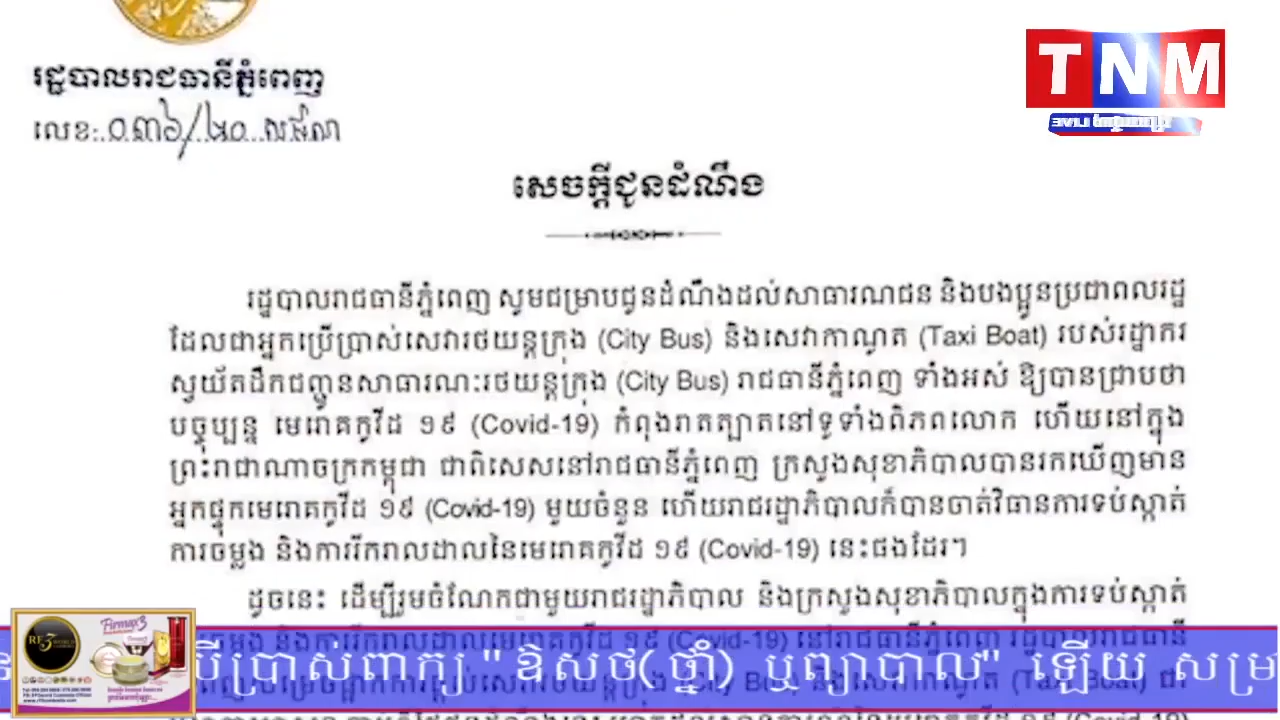 រដ្ឋបាលរាជធានីភ្នំពេញ
លេខ:.០៣៦/២០...សជណ
TNM
សេចក្តីជូនដំណឹង
រដ្ឋបាលរាជធានីភ្នំពេញ សូមជម្រាបជូនដំណឹងដល់សាធារណជន និងបងប្អូនប្រជាពលរដ្ឋ
ដែលជាអ្នកប្រើប្រាស់សេវារថយន្តក្រុង (City Bus) និងសេវាកាណូត (Taxi Boat) របស់រដ្ឋាករ
ស្វយ័តដឹកជញ្ជូនសាធារណៈរថយន្តក្រុង (City Bus) រាជធានីភ្នំពេញ ទាំងអស់ ឱ្យបានជ្រាបថា
បច្ចុប្បន្ន មេរោគកូវីដ ១៩ (Covid-19) កំពុងរាតត្បាតនៅទូទាំងពិភពលោក ហើយនៅក្នុង
ព្រះរាជាណាចក្រកម្ពុជា ជាពិសេសនៅរាជធានីភ្នំពេញ ក្រសួងសុខាភិបាលបានរកឃើញមាន
អ្នកផ្ទុកមេរោគកូវីដ ១៩ (Covid-19) មួយចំនួន ហើយរាជរដ្ឋាភិបាលក៏បានចាត់វិធានការទប់ស្កាត់
ការចម្លង និងការរីករាលដាលនៃមេរោគកូវីដ ១៩ (Covid-19) នេះផងដែរ។
ដូចនេះ ដើម្បីរួមចំណែកជាមួយរាជរដ្ឋាភិបាល និងក្រសួងសុខាភិបាលក្នុងការទប់ស្កាត់
ប្រើប្រាស់ពាក្យ "ឱសថ(ថ្នាំ) ឬព្យាបាល" ឡើយ សម្រ
Firmax3
RF3